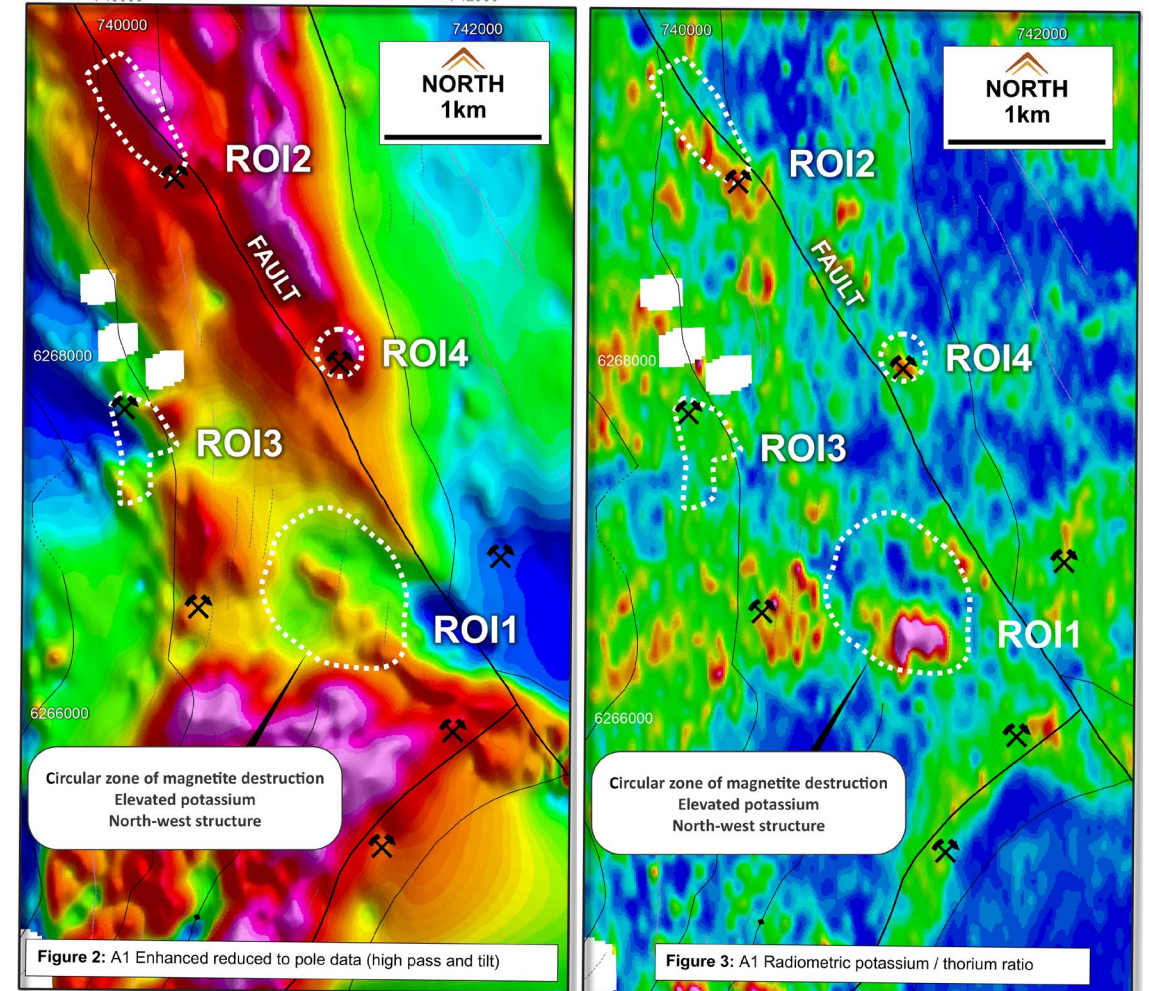 740000
742000
NORTH
1km
ROI2
FAULT
6268000
ROI4
ROI3
ROI1
6266000
Circular zone of magnetite destruction
Elevated potassium
North-west structure
Figure 2: A1 Enhanced reduced to pole data (high pass and tilt)
740000
742000
NORTH
1km
ROI2
FAULT
6268000
ROI4
ROI3
ROI1
6266000
Circular zone of magnetite destruction
Elevated potassium
North-west structure
Figure 3: A1 Radiometric potassium / thorium ratio